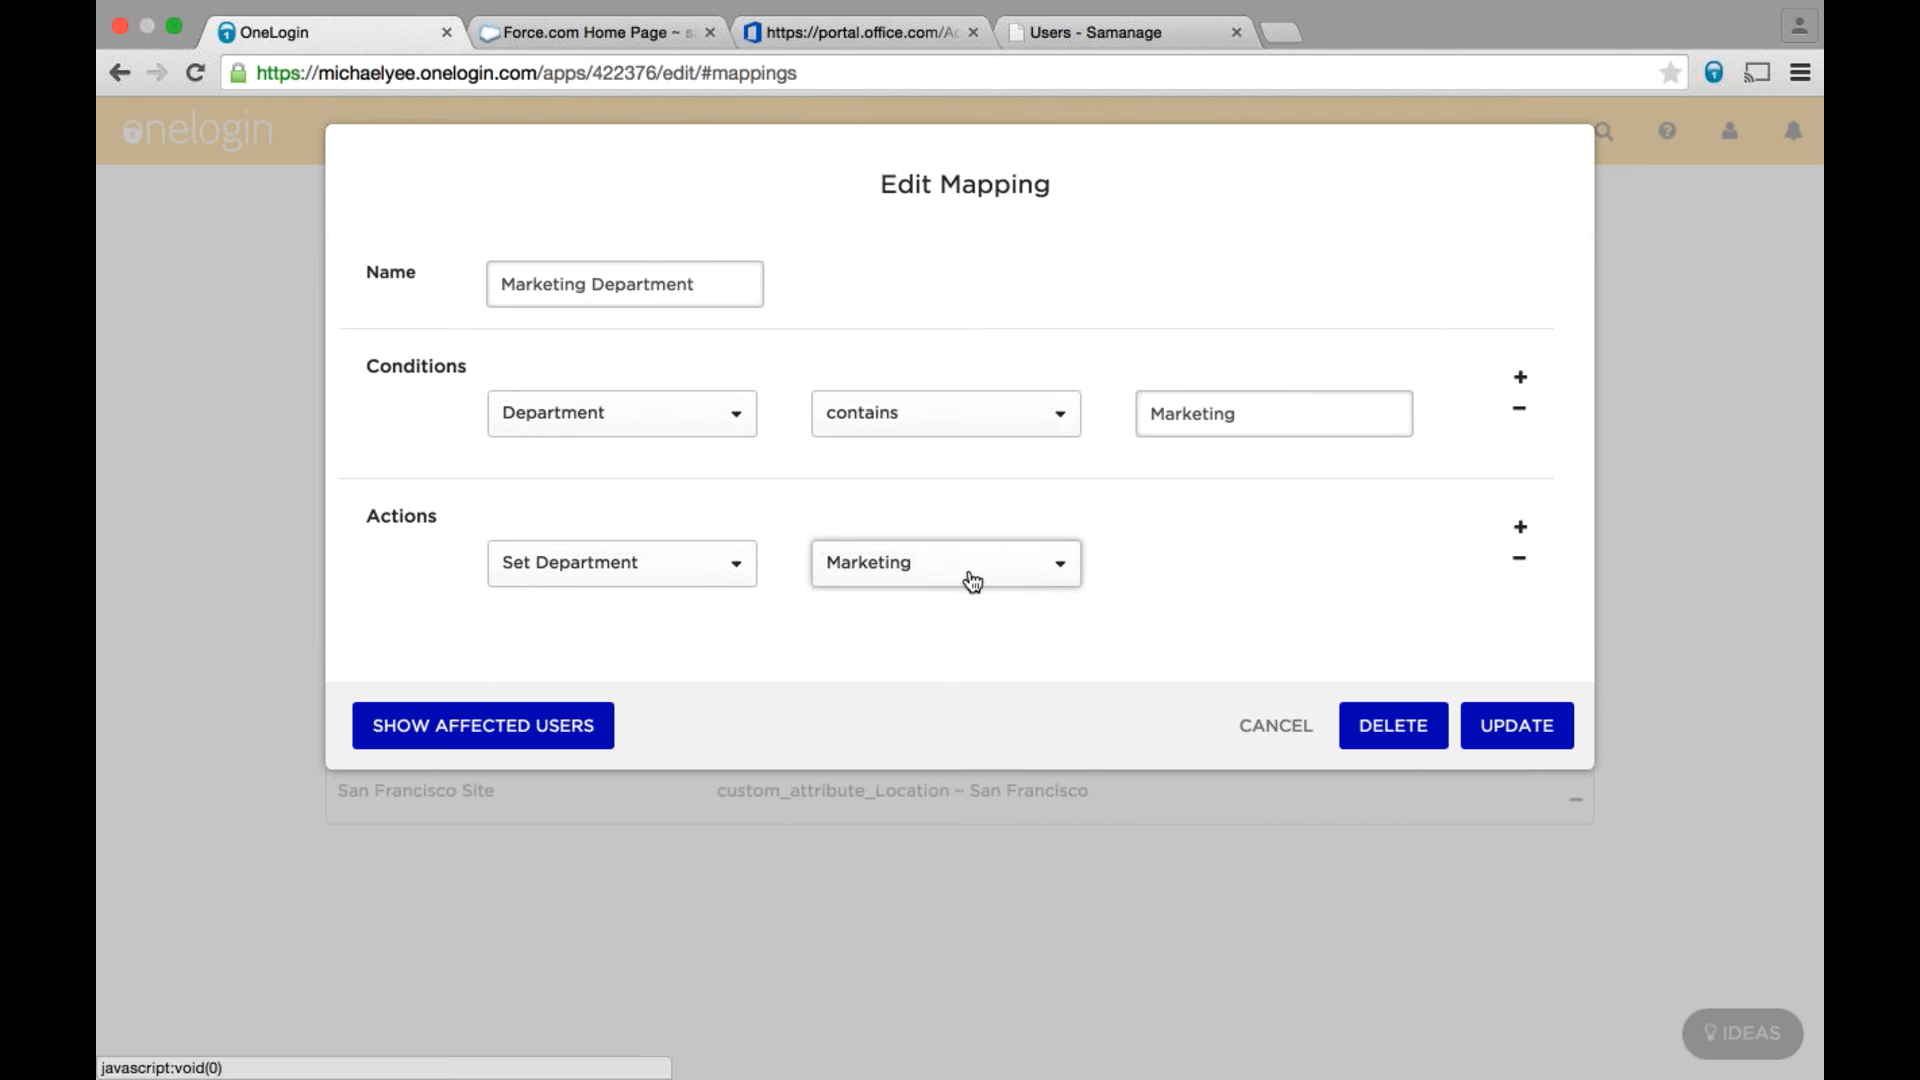 OneLogin
Force.com Home Page ~ s
https://portal.office.com/Ac
Users - Samanage
https://michaelyee.onelogin.com/apps/422376/edit/#mappings
onelogin
Edit Mapping
Name
Marketing Department
Conditions
Department
contains
Marketing
Actions
Set Department
Marketing
SHOW AFFECTED USERS
CANCEL
DELETE
UPDATE
San Francisco Site
custom_attribute_Location ~ San Francisco
IDEAS
javascript:void(0)